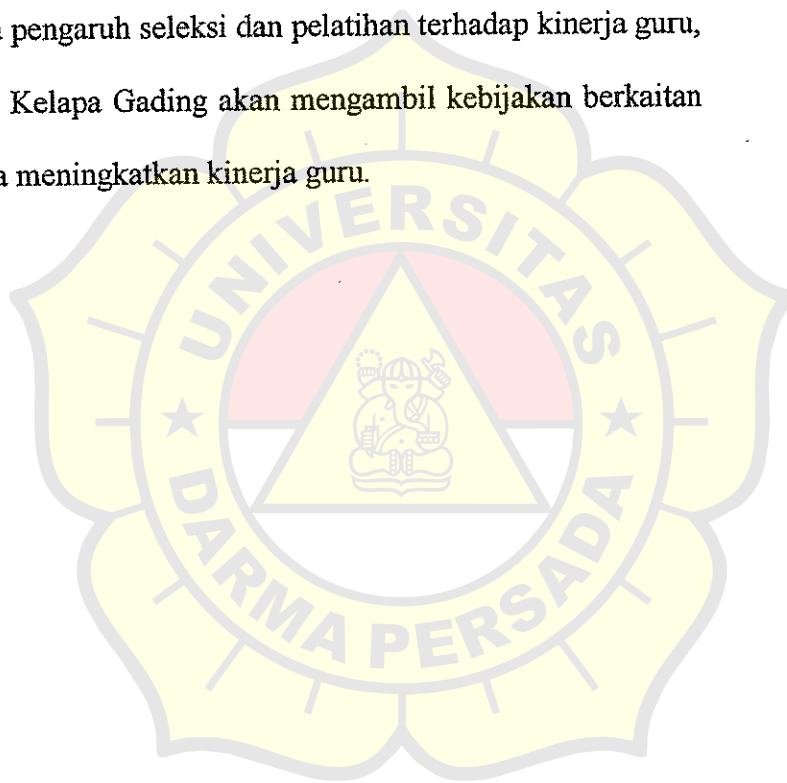 pengaruh seleksi dan pelatihan terhadap kinerja guru,
Kelapa Gading akan mengambil kebijakan berkaitan
meningkatkan kinerja guru.
UNIVERSITAS
DARMA PERSADA